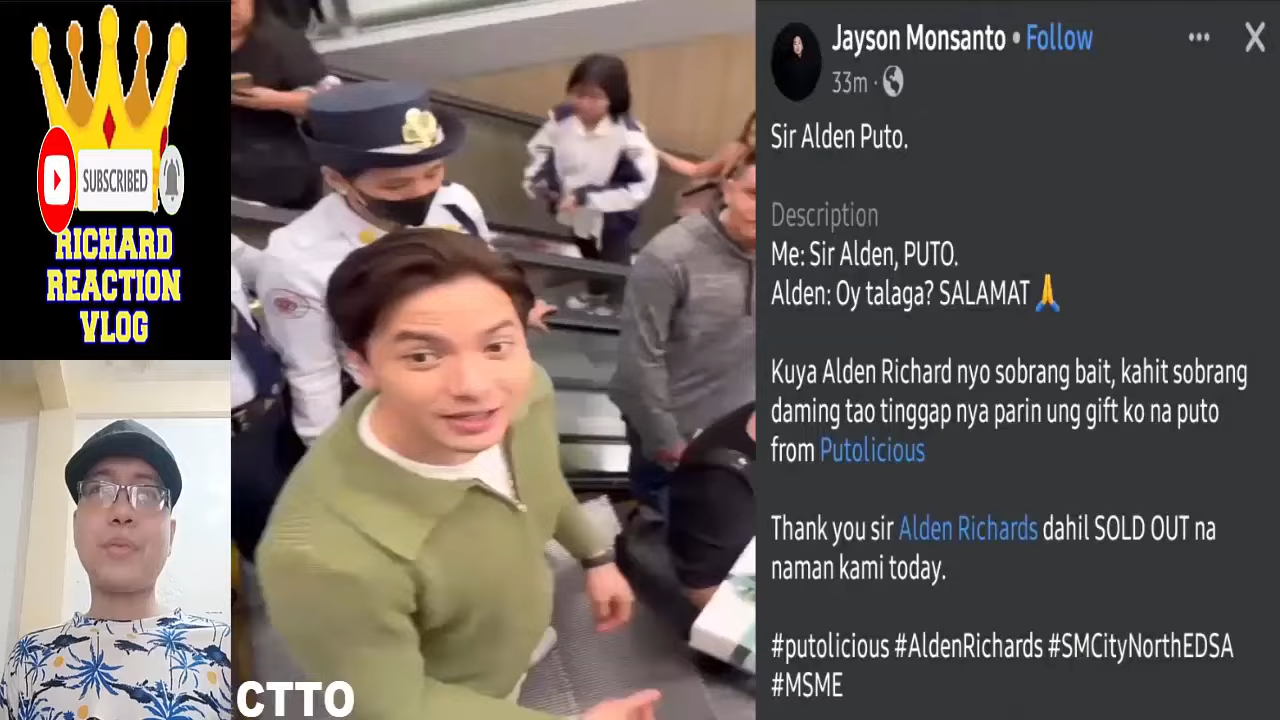 SUBSCRIBED
RICHARD
REACTION
VLOG
CTTO
Jayson Monsanto • Follow
33m ·
Sir Alden Puto.
Description
Me: Sir Alden, PUTO.
Alden: Oy talaga? SALAMAT 🙏
Kuya Alden Richard nyo sobrang bait, kahit sobrang
daming tao tinggap nya parin ung gift ko na puto
from Putolicious
Thank you sir Alden Richards dahil SOLD OUT na
naman kami today.
#putolicious #AldenRichards #SMCityNorthEDSA
#MSME